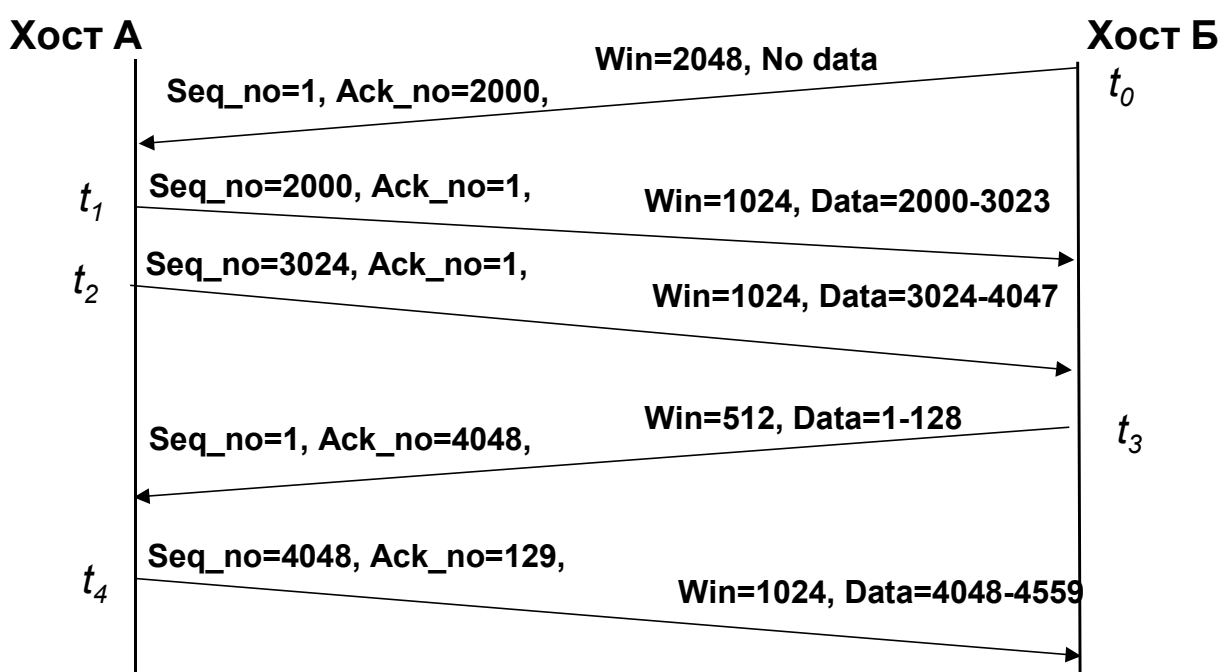 Хост А
Хост Б
Win=2048, No data
t0
Seq_no=1, Ack_no=2000,
t1
Seq_no=2000, Ack_no=1,
Win=1024, Data=2000-3023
t2
Seq_no=3024, Ack_no=1,
Win=1024, Data=3024-4047
Win=512, Data=1-128
t3
Seq_no=1, Ack_no=4048,
t4
Seq_no=4048, Ack_no=129,
Win=1024, Data=4048-4559